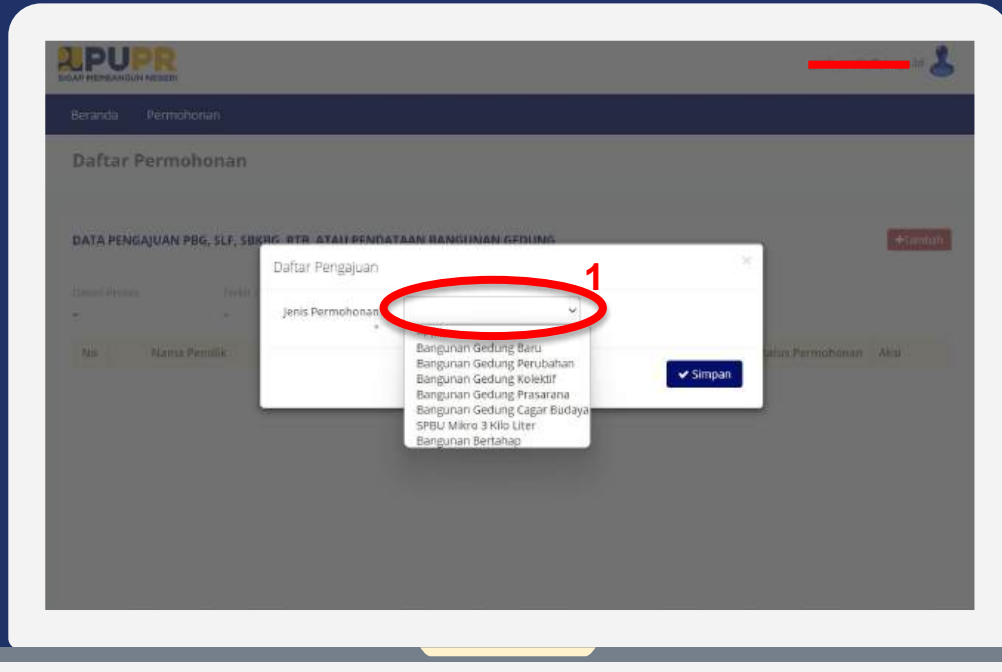 PUPR
SIGAP MEMBANGUN NEGERI
Beranda Permohonan
Daftar Permohonan
DATA PENGAJUAN PBG, SLF, SBKBG, RTB, ATAU PENDATAAN BANGUNAN GEDUNG
+Tambah
Daftar Pengajuan
×
1
Jenis Permohonan
*
Bangunan Gedung Baru
Bangunan Gedung Perubahan
Bangunan Gedung Kolektif
Bangunan Gedung Prasarana
Bangunan Gedung Cagar Budaya
SPBU Mikro 3 Kilo Liter
Bangunan Bertahap
Simpan
No Nama Pemilik Status Permohonan Aksi